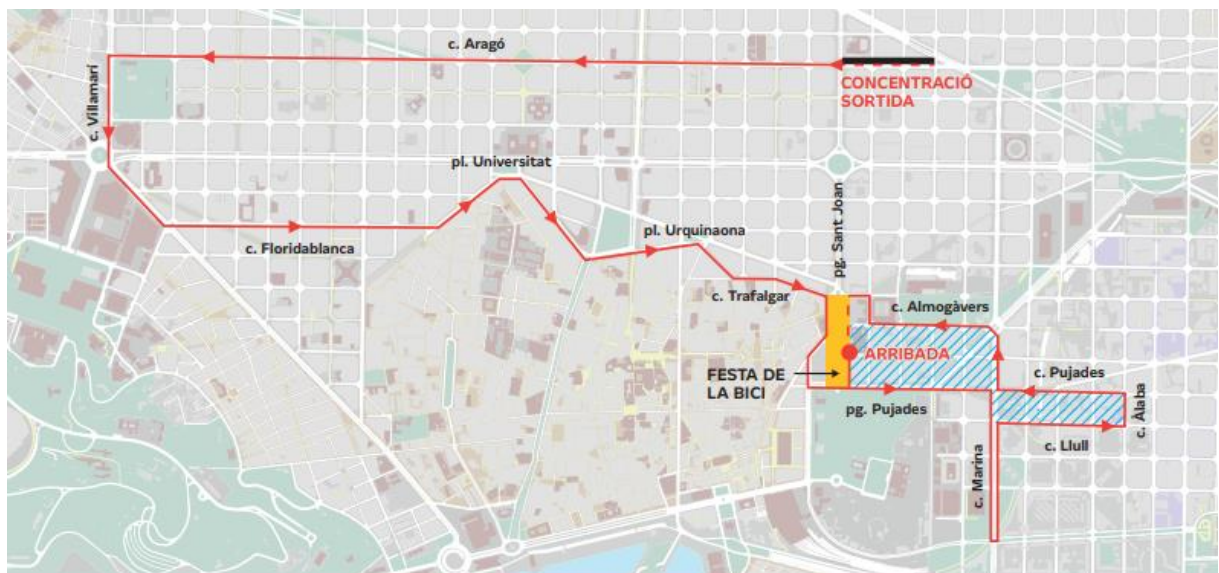 c. Aragó
CONCENTRACIÓ
SORTIDA
c. Villamarí
pl. Universitat
pg. Sant Joan
pl. Urquinaona
c. Floridablanca
c. Trafalgar
c. Almogàvers
ARRIBADA
FESTA DE
LA BICI
c. Pujades
pg. Pujades
c. Àlaba
c. Llull
c. Marina